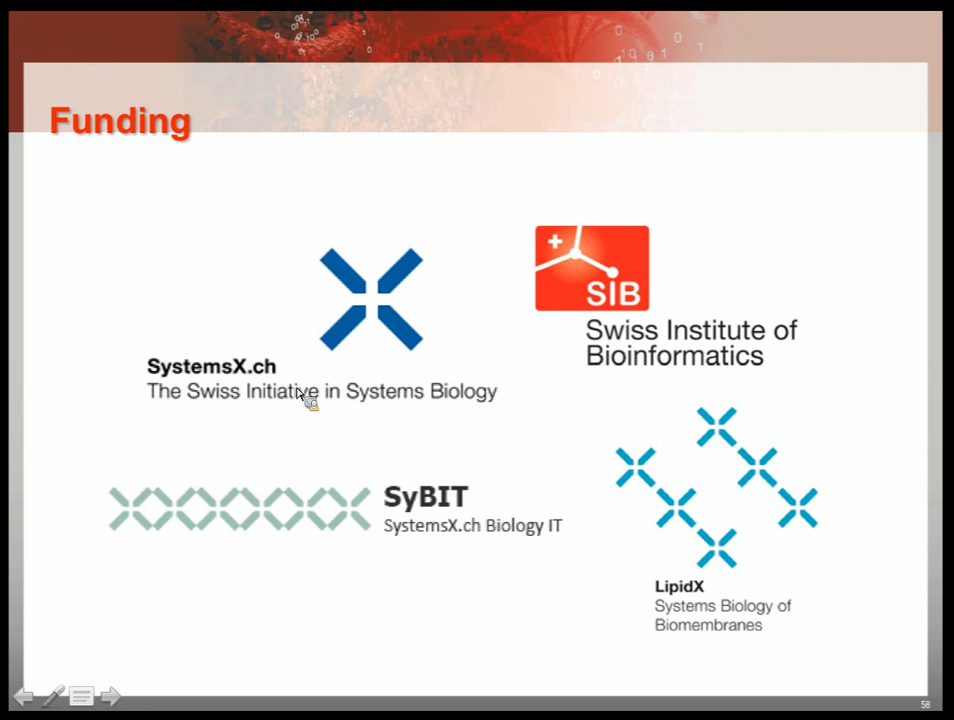 Funding
SIB
Swiss Institute of
Bioinformatics
SystemsX.ch
The Swiss Initiative in Systems Biology
SyBIT
SystemsX.ch Biology IT
LipidX
Systems Biology of
Biomembranes
58